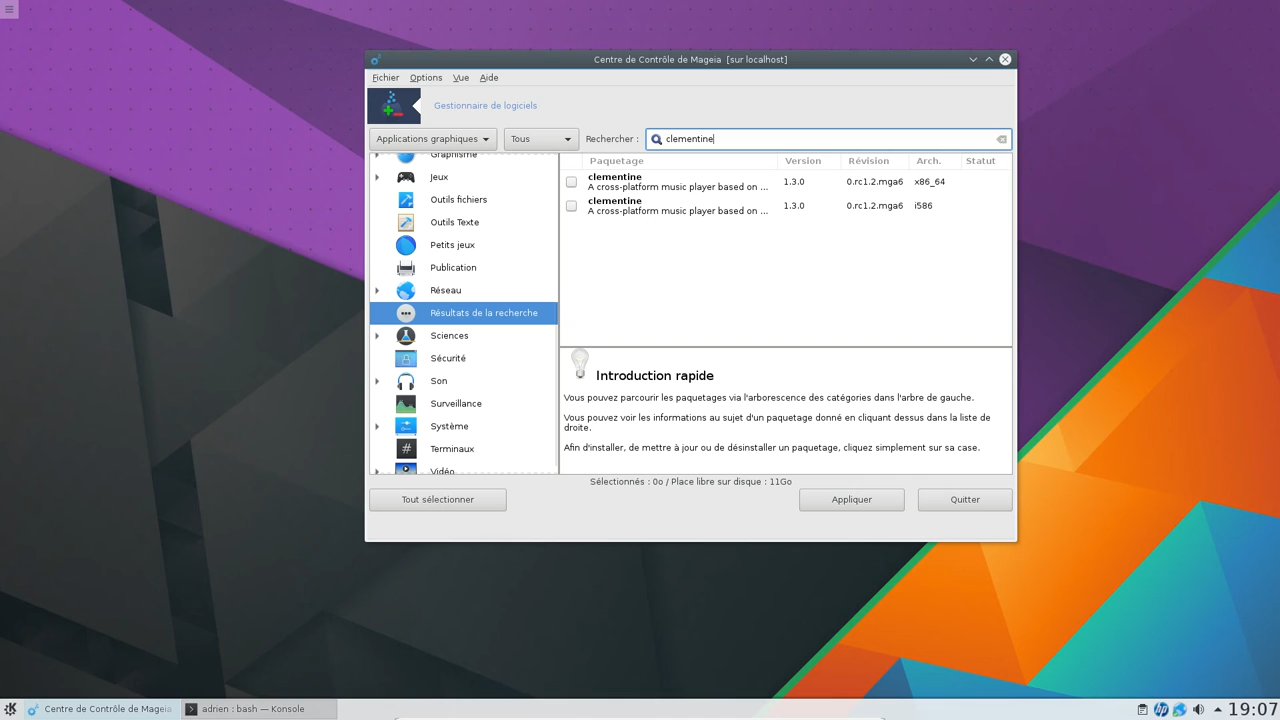 Centre de Contrôle de Mageia [sur localhost]
Fichier Options Vue Aide
Gestionnaire de logiciels
Applications graphiques Tous Rechercher : clementine
Paquetage Version Révision Arch. Statut
clementine
A cross-platform music player based on ... 1.3.0 0.rc1.2.mga6 x86_64
clementine
A cross-platform music player based on ... 1.3.0 0.rc1.2.mga6 i586
Graphisme
Jeux
Outils fichiers
Outils Texte
Petits jeux
Publication
Réseau
Résultats de la recherche
Sciences
Sécurité
Son
Surveillance
Système
Terminaux
Vidéo
Introduction rapide
Vous pouvez parcourir les paquetages via l'arborescence des catégories dans l'arbre de gauche.
Vous pouvez voir les informations au sujet d'un paquetage donné en cliquant dessus dans la liste de
droite.
Afin d'installer, de mettre à jour ou de désinstaller un paquetage, cliquez simplement sur sa case.
Sélectionnés : 0o / Place libre sur disque : 11Go
Tout sélectionner Appliquer Quitter
Centre de Contrôle de Mageia adrien : bash — Konsole 19:07